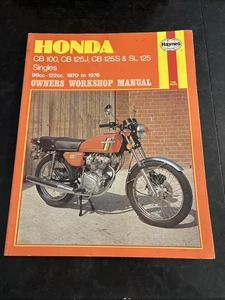 HONDA
Haynes
CB 100, CB 125J, CB 125S & SL 125
Singles
99cc - 122cc. 1970 to 1976
OWNERS WORKSHOP MANUAL